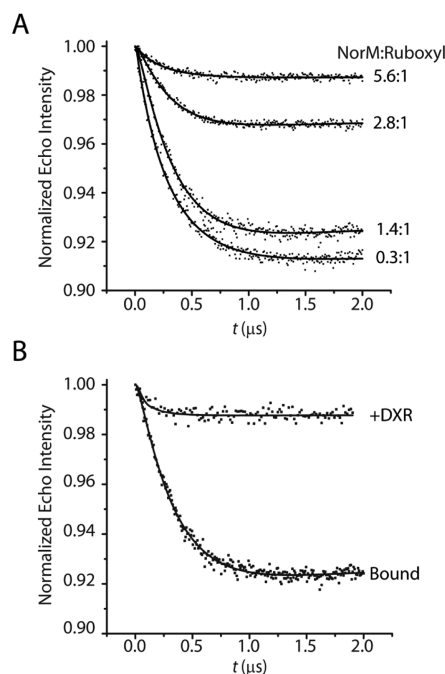 A
NorM:Ruboxyl
1.00
5.6:1
0.98
2.8:1
0.96
0.94
1.4:1
0.92
0.3:1
0.90
Normalized Echo Intensity
0.0 0.5 1.0 1.5 2.0
t (μs)
B
1.00
+DXR
0.98
0.96
0.94
Bound
0.92
0.90
Normalized Echo Intensity
0.0 0.5 1.0 1.5 2.0
t (μs)